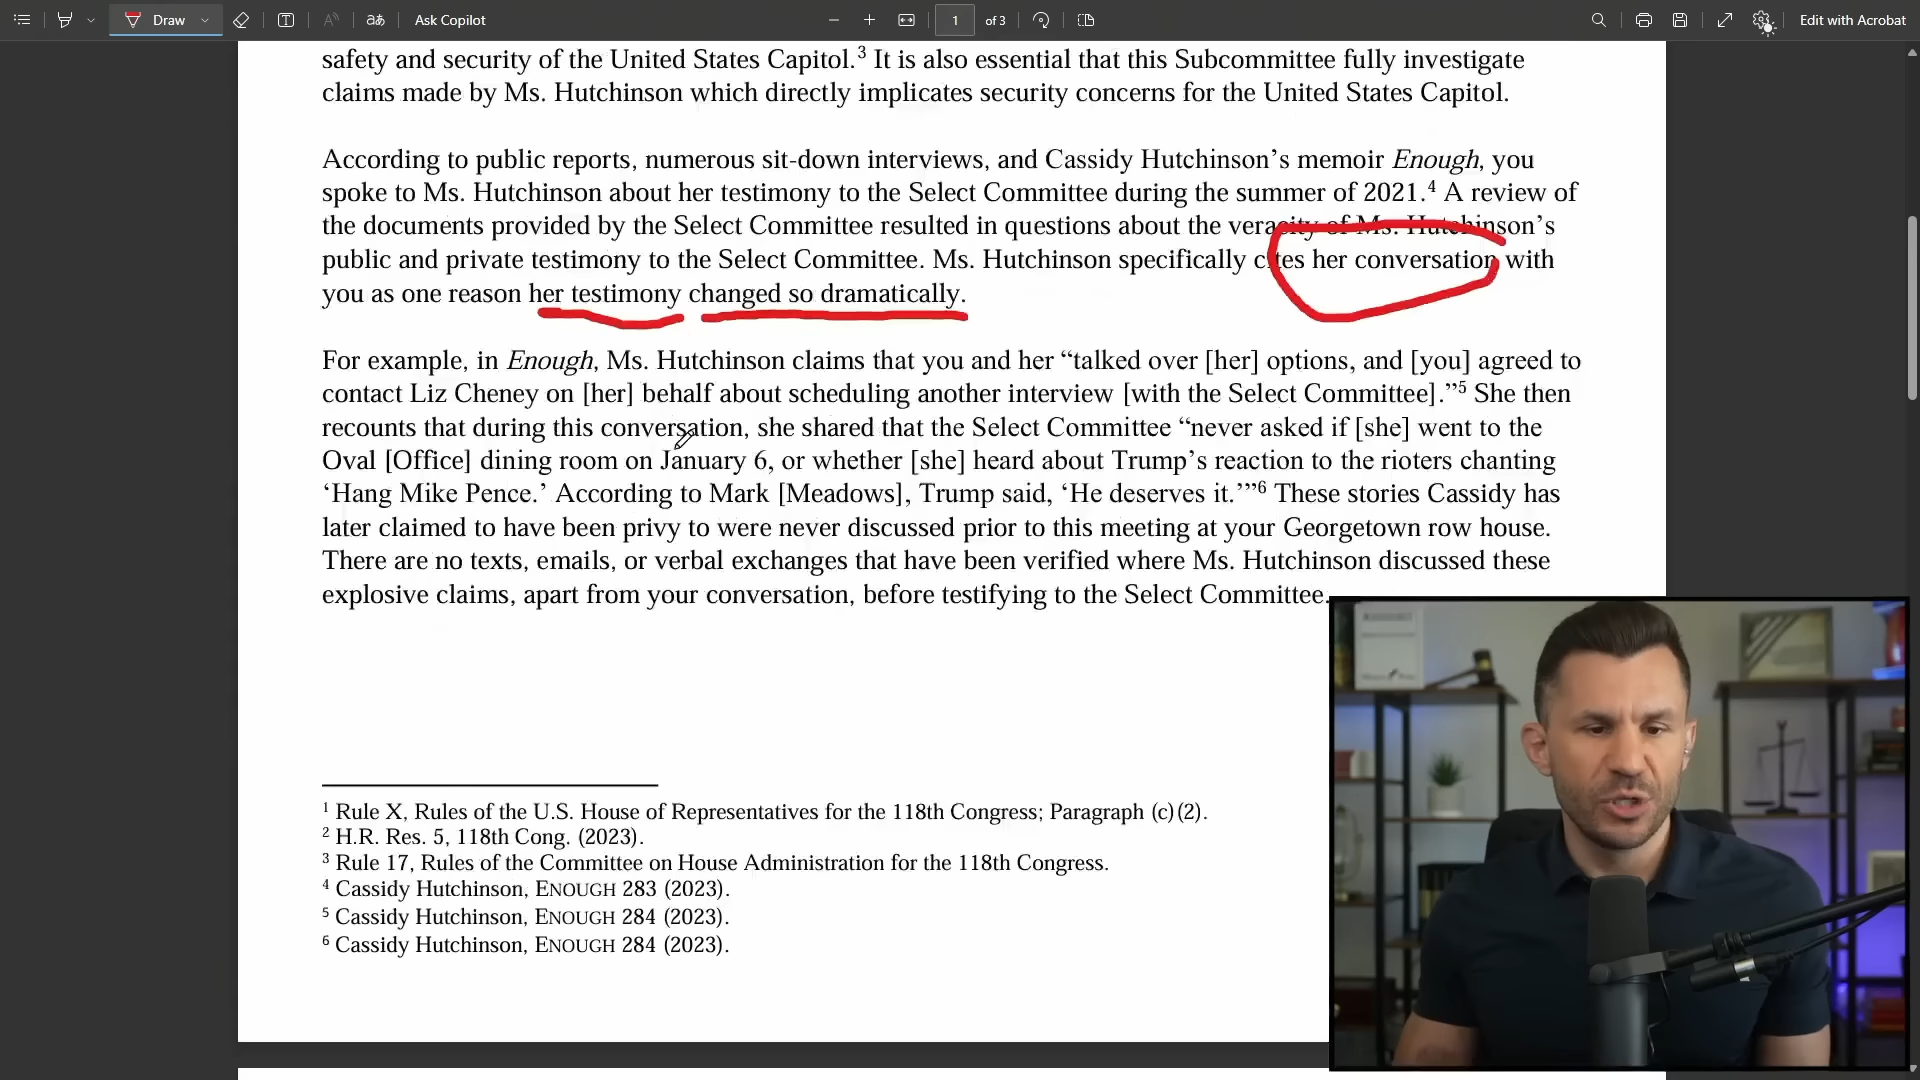 Draw
Ask Copilot
1
of 3
Edit with Acrobat
safety and security of the United States Capitol.3 It is also essential that this Subcommittee fully investigate
claims made by Ms. Hutchinson which directly implicates security concerns for the United States Capitol.
According to public reports, numerous sit-down interviews, and Cassidy Hutchinson’s memoir Enough, you
spoke to Ms. Hutchinson about her testimony to the Select Committee during the summer of 2021.4 A review of
the documents provided by the Select Committee resulted in questions about the veracity of Ms. Hutchinson’s
public and private testimony to the Select Committee. Ms. Hutchinson specifically cites her conversation with
you as one reason her testimony changed so dramatically.
For example, in Enough, Ms. Hutchinson claims that you and her “talked over [her] options, and [you] agreed to
contact Liz Cheney on [her] behalf about scheduling another interview [with the Select Committee].”5 She then
recounts that during this conversation, she shared that the Select Committee “never asked if [she] went to the
Oval [Office] dining room on January 6, or whether [she] heard about Trump’s reaction to the rioters chanting
‘Hang Mike Pence.’ According to Mark [Meadows], Trump said, ‘He deserves it.’”6 These stories Cassidy has
later claimed to have been privy to were never discussed prior to this meeting at your Georgetown row house.
There are no texts, emails, or verbal exchanges that have been verified where Ms. Hutchinson discussed these
explosive claims, apart from your conversation, before testifying to the Select Committee.
1 Rule X, Rules of the U.S. House of Representatives for the 118th Congress; Paragraph (c)(2).
2 H.R. Res. 5, 118th Cong. (2023).
3 Rule 17, Rules of the Committee on House Administration for the 118th Congress.
4 Cassidy Hutchinson, ENOUGH 283 (2023).
5 Cassidy Hutchinson, ENOUGH 284 (2023).
6 Cassidy Hutchinson, ENOUGH 284 (2023).